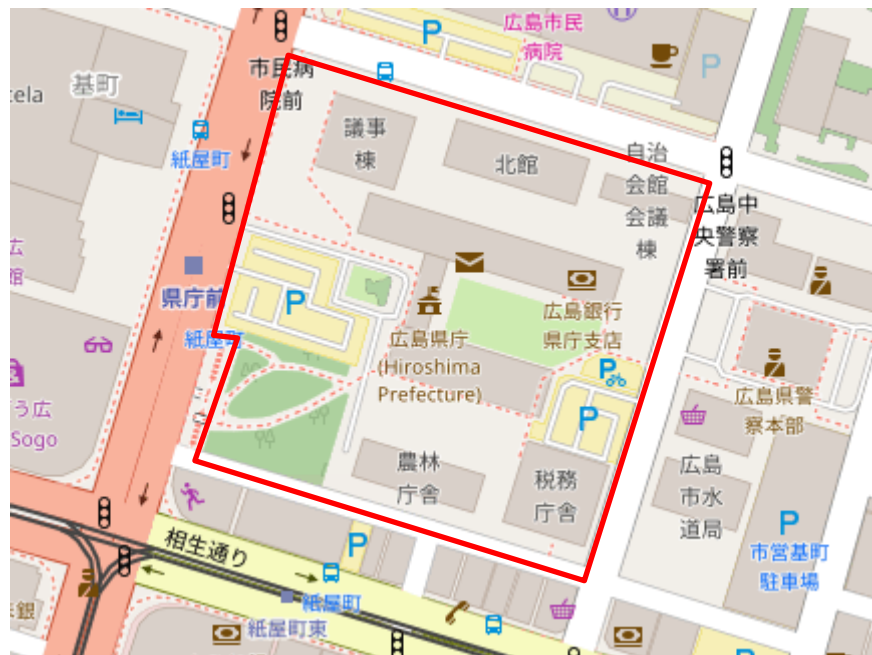 広島市民
病院
P
P
市民病
院前
基町
tela
紙屋町
議事
棟
北館
自治
会館
会議
棟
広島中
央警察
署前
広
館
県庁前
紙屋町
P
広島県庁
(Hiroshima
Prefecture)
広島銀行
県庁支店
P
P
広島県警
察本部
う広
Sogo
農林
庁舎
税務
庁舎
広島
市水
道局
P
市営基町
駐車場
相生通り
P
紙屋町
紙屋町東
銀
P